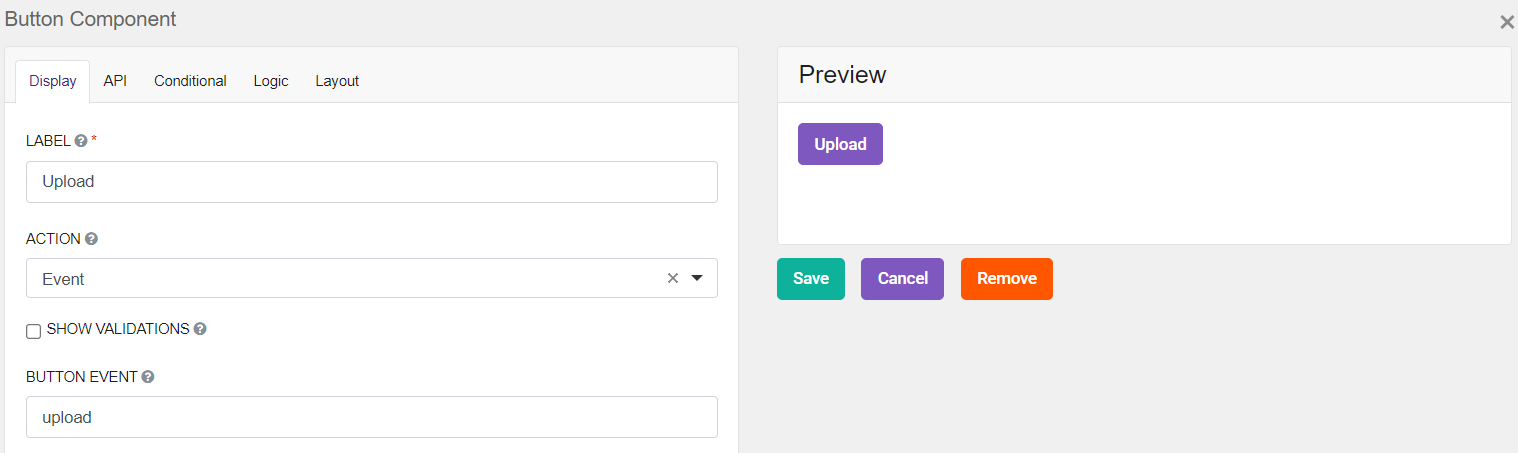 Button Component
Display API Conditional Logic Layout
LABEL *
Upload
ACTION
Event
SHOW VALIDATIONS
BUTTON EVENT
upload
Preview
Upload
Save Cancel Remove